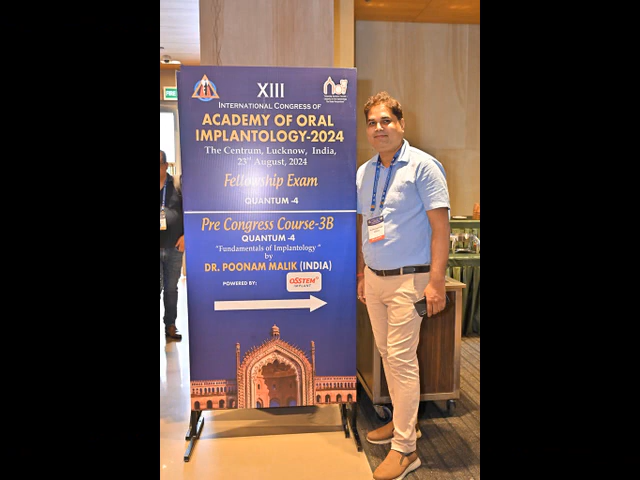 XIII
INTERNATIONAL CONGRESS OF
ACADEMY OF ORAL
IMPLANTOLOGY-2024
The Centrum, Lucknow, India,
23rd August, 2024
Fellowship Exam
QUANTUM -4
Pre Congress Course-3B
QUANTUM -4
"Fundamentals of Implantology"
by
DR. POONAM MALIK (INDIA)
POWERED BY:
OSSTEM
IMPLANT